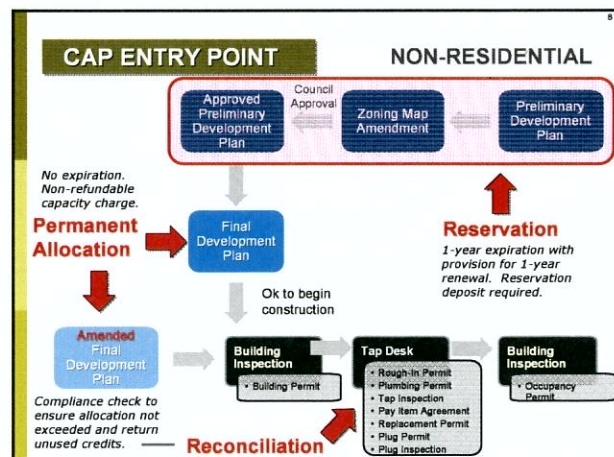 8
CAP ENTRY POINT
NON-RESIDENTIAL
Approved
Preliminary
Development
Plan
Council
Approval
Zoning Map
Amendment
Preliminary
Development
Plan
No expiration.
Non-refundable
capacity charge.
Permanent
Allocation
Final
Development
Plan
Reservation
1-year expiration with
provision for 1-year
renewal. Reservation
deposit required.
Ok to begin
construction
Amended
Final
Development
Plan
Building
Inspection
• Building Permit
Tap Desk
• Rough-In Permit
• Plumbing Permit
• Tap Inspection
• Pay Item Agreement
• Replacement Permit
• Plug Permit
• Plug Inspection
Building
Inspection
• Occupancy
Permit
Compliance check to
ensure allocation not
exceeded and return
unused credits.
Reconciliation